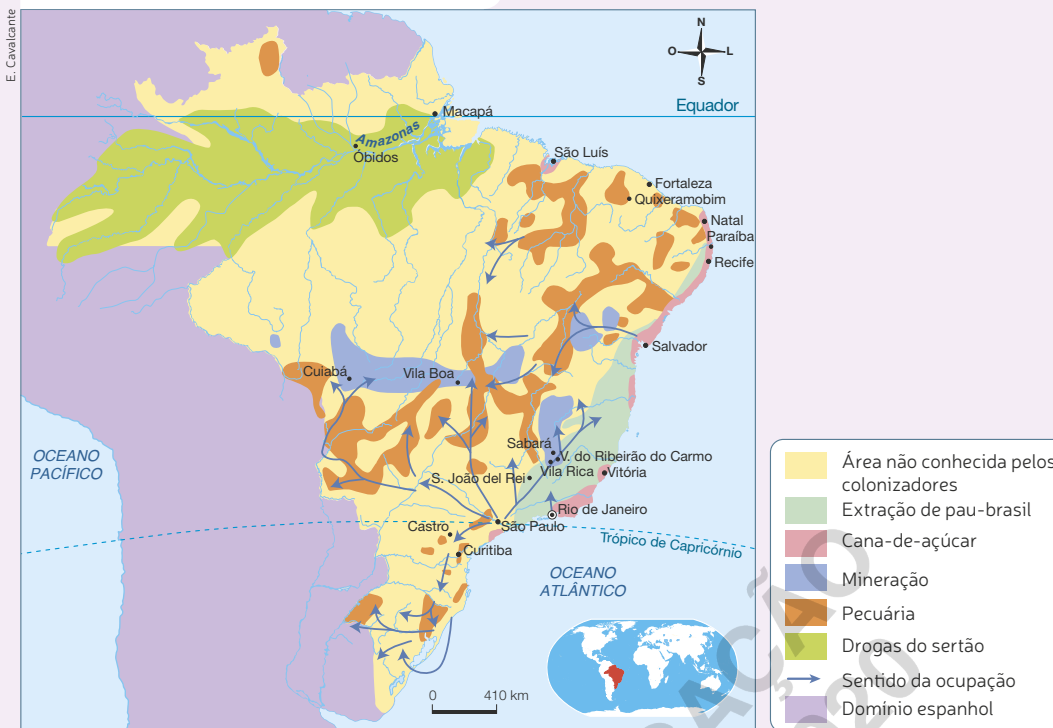 E. Cavalcante
N
O
L
S
Equador
Macapá
Amazonas
Óbidos
São Luís
Fortaleza
Quixeramobim
Natal
Paraíba
Recife
Salvador
Cuiabá
Vila Boa
Sabará
V. do Ribeirão do Carmo
Vila Rica
Vitória
S. João del Rei
Rio de Janeiro
São Paulo
Castro
Curitiba
Trópico de Capricórnio
OCEANO
PACÍFICO
OCEANO
ATLÂNTICO
0 410 km
Área não conhecida pelos
colonizadores
Extração de pau-brasil
Cana-de-açúcar
Mineração
Pecuária
Drogas do sertão
Sentido da ocupação
Domínio espanhol